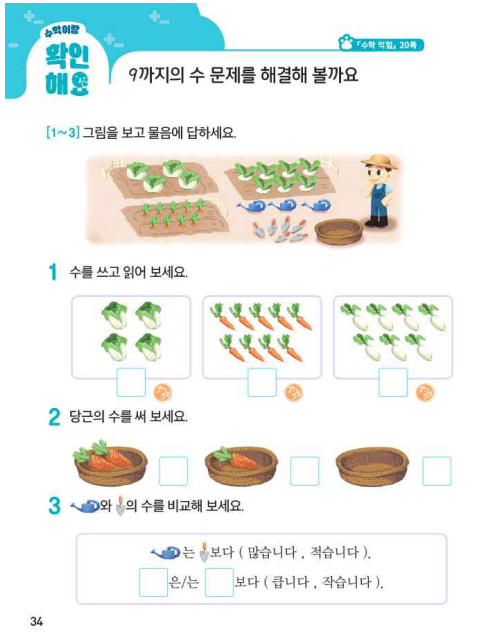 수학이랑
확인
해요
『수학 익힘』 20쪽
9까지의 수 문제를 해결해 볼까요
[1~3] 그림을 보고 물음에 답하세요.
1 수를 쓰고 읽어 보세요.
2 당근의 수를 써 보세요.
3 와 의 수를 비교해 보세요.
는 보다 ( 많습니다 , 적습니다 ).
은/는 보다 ( 큽니다 , 작습니다 ).
34